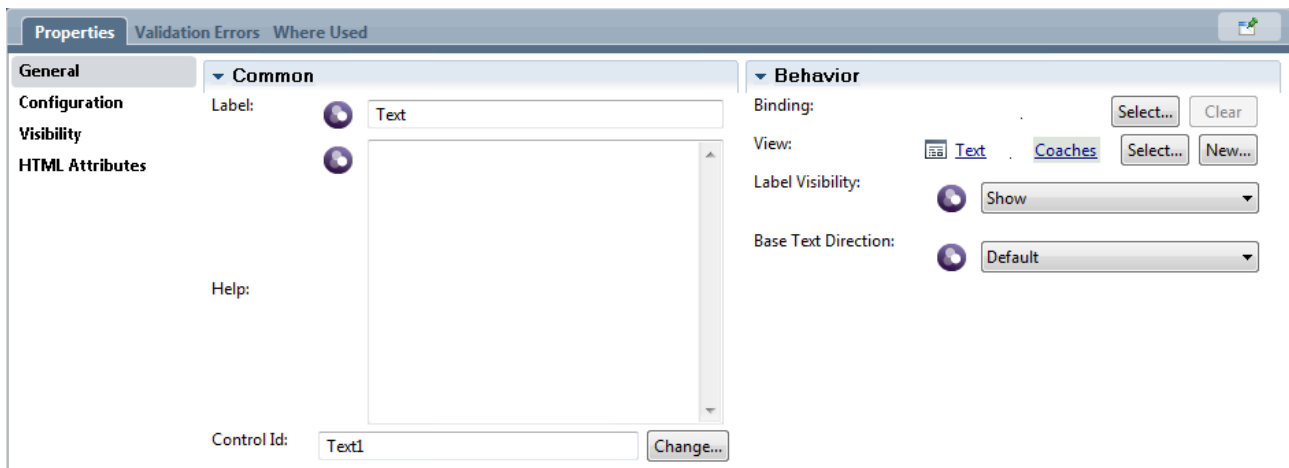 Properties Validation Errors Where Used
General
Configuration
Visibility
HTML Attributes
Common
Label:
Text
Help:
Control Id:
Text1
Change...
Behavior
Binding:
Select... Clear
View:
Text Coaches Select... New...
Label Visibility:
Show
Base Text Direction:
Default